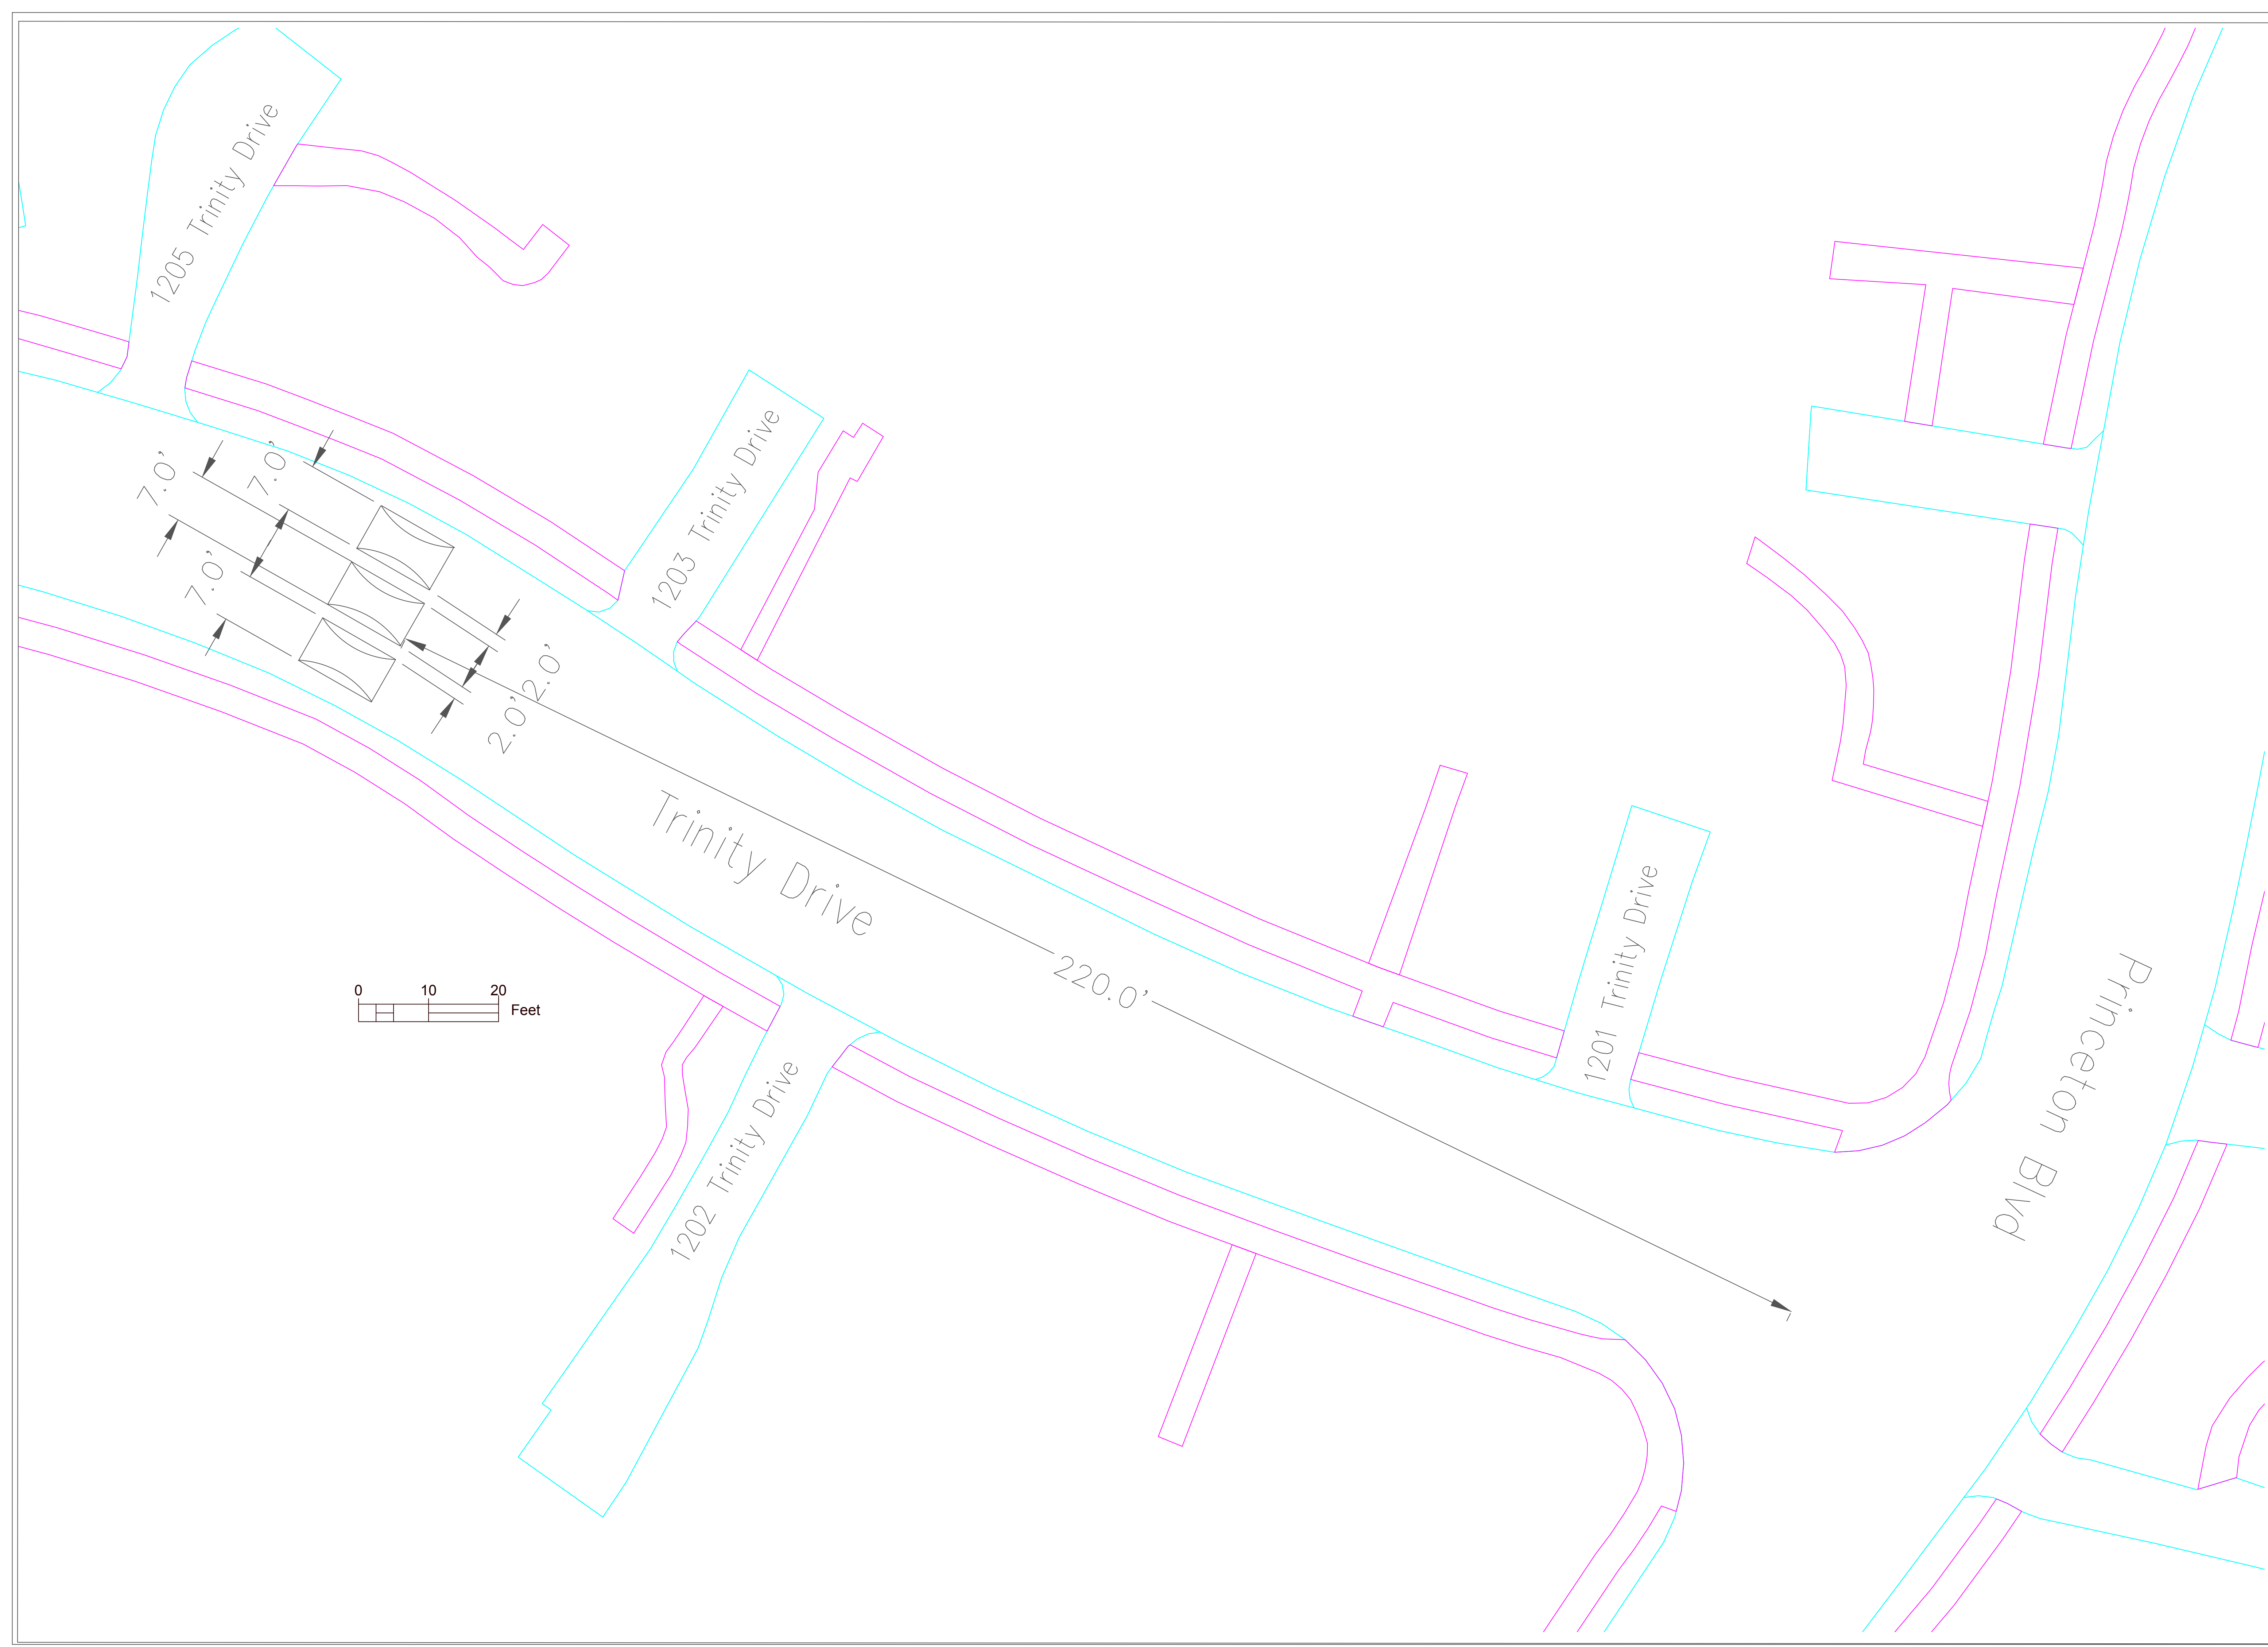 1205 Trinity Drive
7.0'
7.0'
7.0'
1203 Trinity Drive
2.0'
2.0'
Trinity Drive
220.0'
1201 Trinity Drive
Princeton Blvd
0 10 20
Feet
1202 Trinity Drive